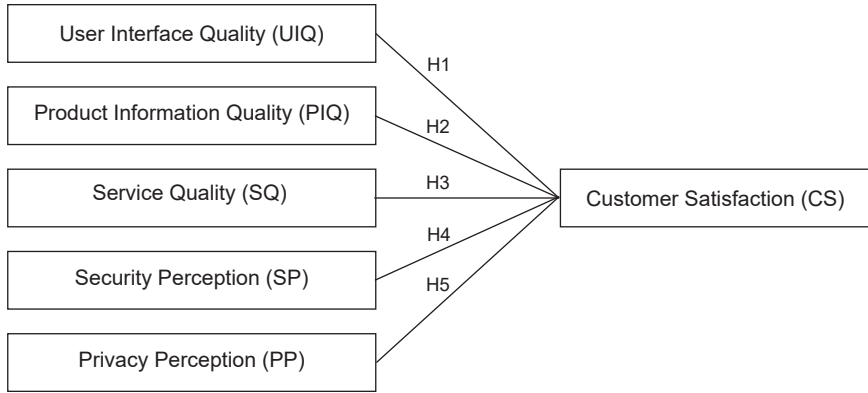 User Interface Quality (UIQ)
H1
Product Information Quality (PIQ)
H2
Service Quality (SQ)
H3
Customer Satisfaction (CS)
Security Perception (SP)
H4
Privacy Perception (PP)
H5